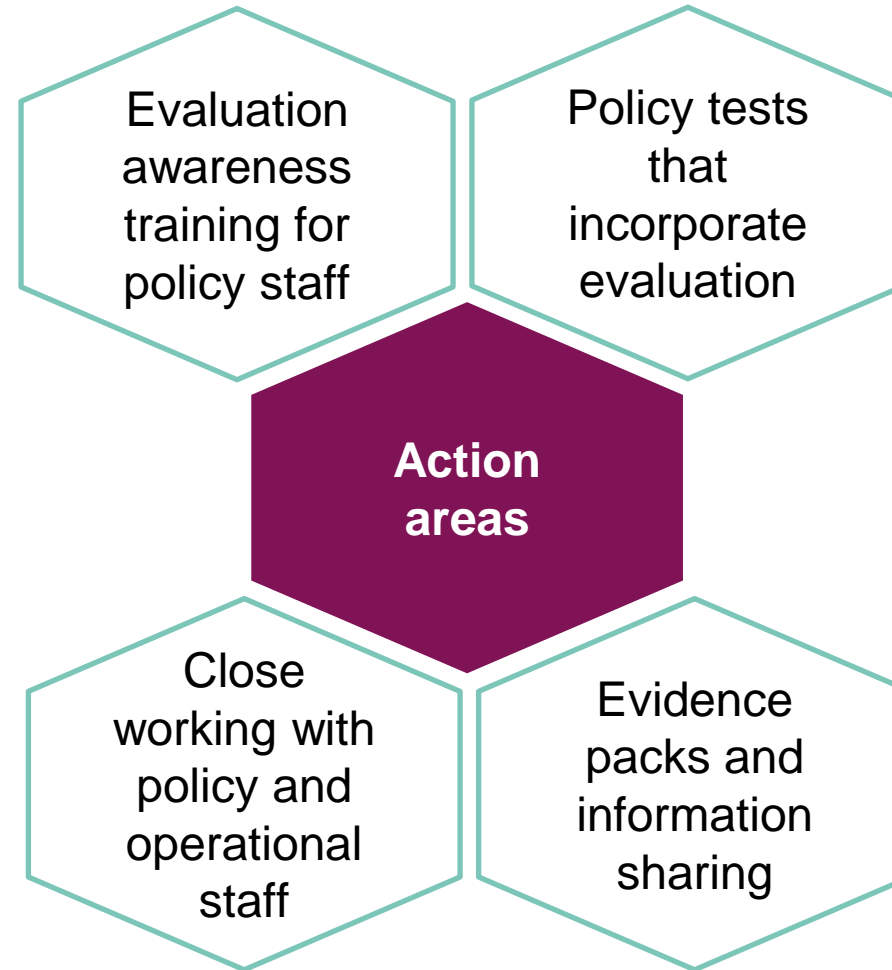 Evaluation
awareness
training for
policy staff
Policy tests
that
incorporate
evaluation
Action
areas
Close
working with
policy and
operational
staff
Evidence
packs and
information
sharing